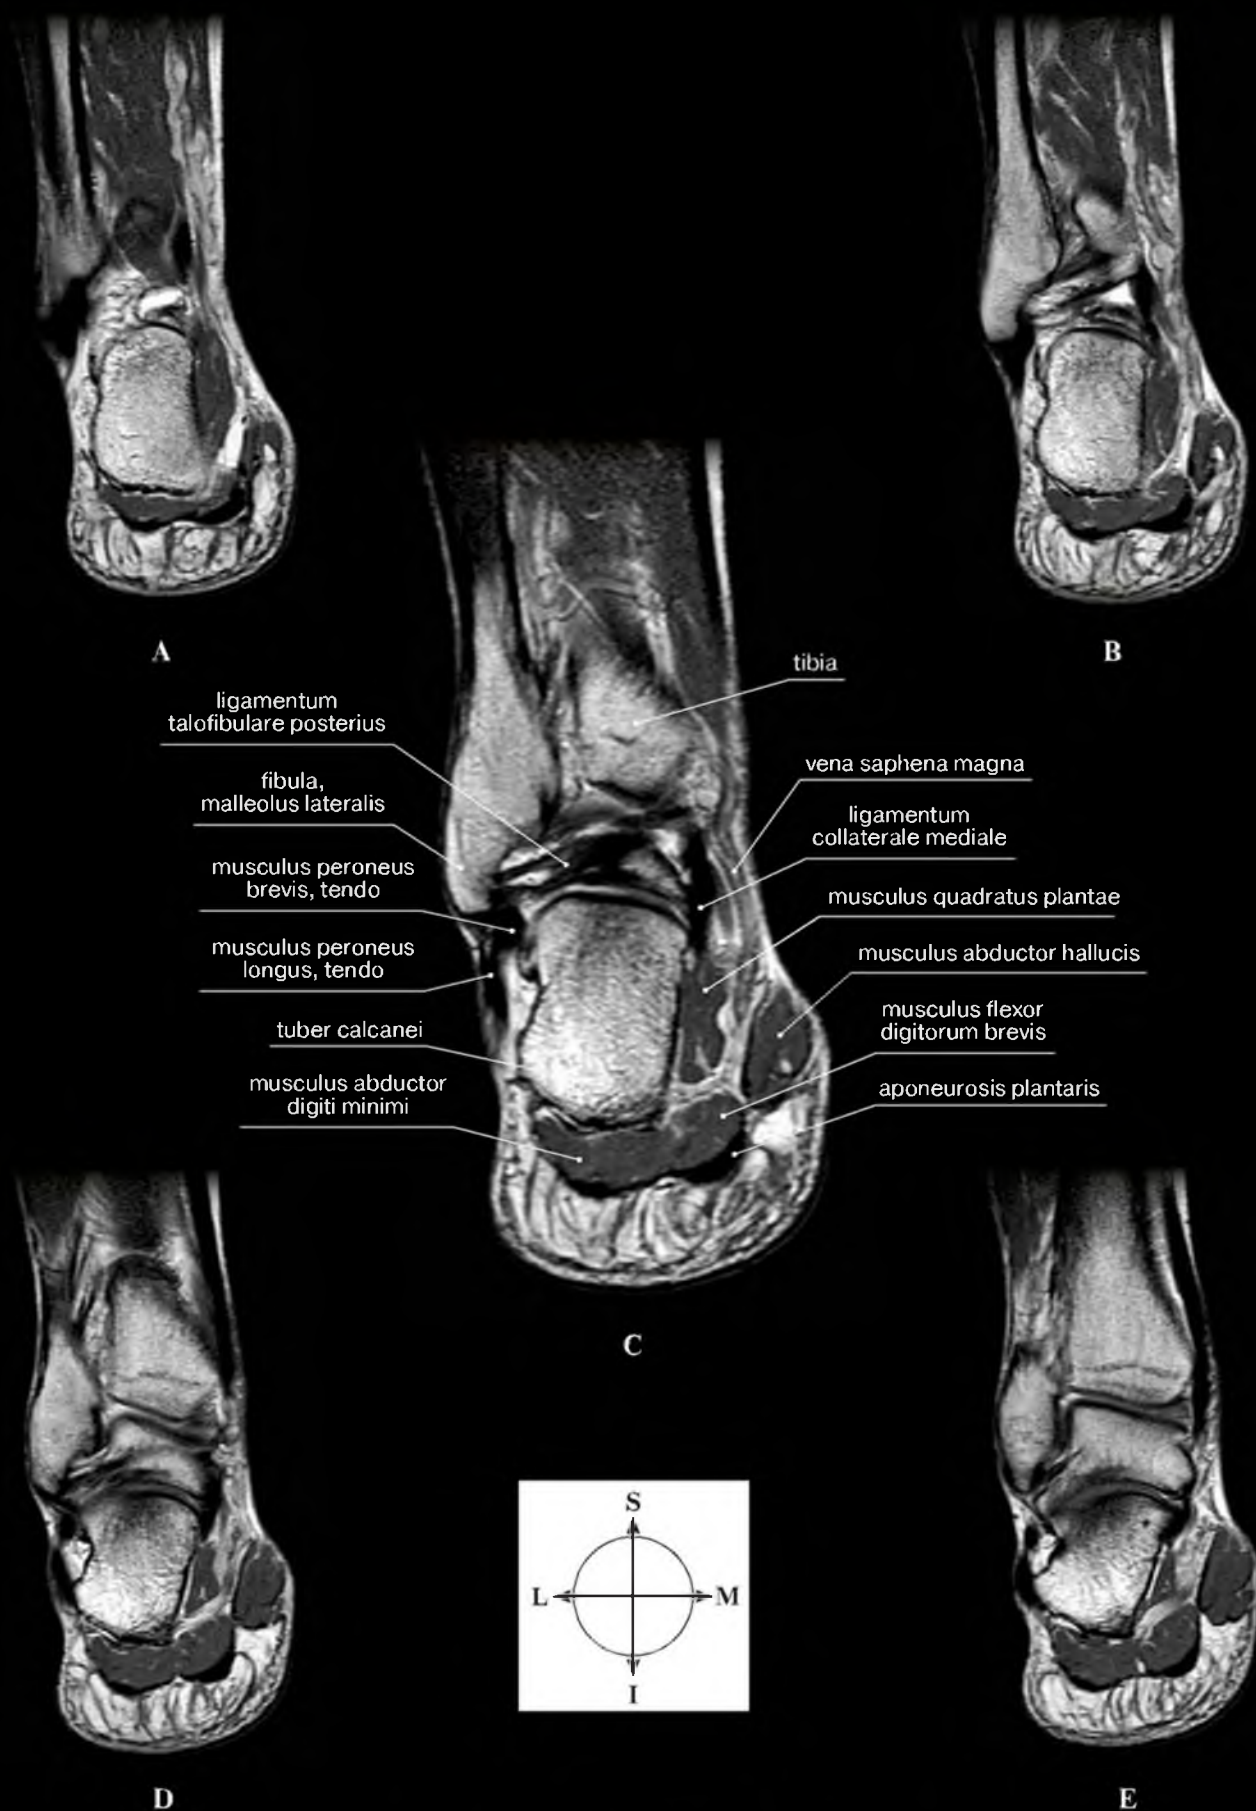 A
B
tibia
ligamentum
talofibulare posterius
fibula,
malleolus lateralis
musculus peroneus
brevis, tendo
musculus peroneus
longus, tendo
tuber calcanei
musculus abductor
digiti minimi
vena saphena magna
ligamentum
collaterale mediale
musculus quadratus plantae
musculus abductor hallucis
musculus flexor
digitorum brevis
aponeurosis plantaris
C
S
L M
I
D
E